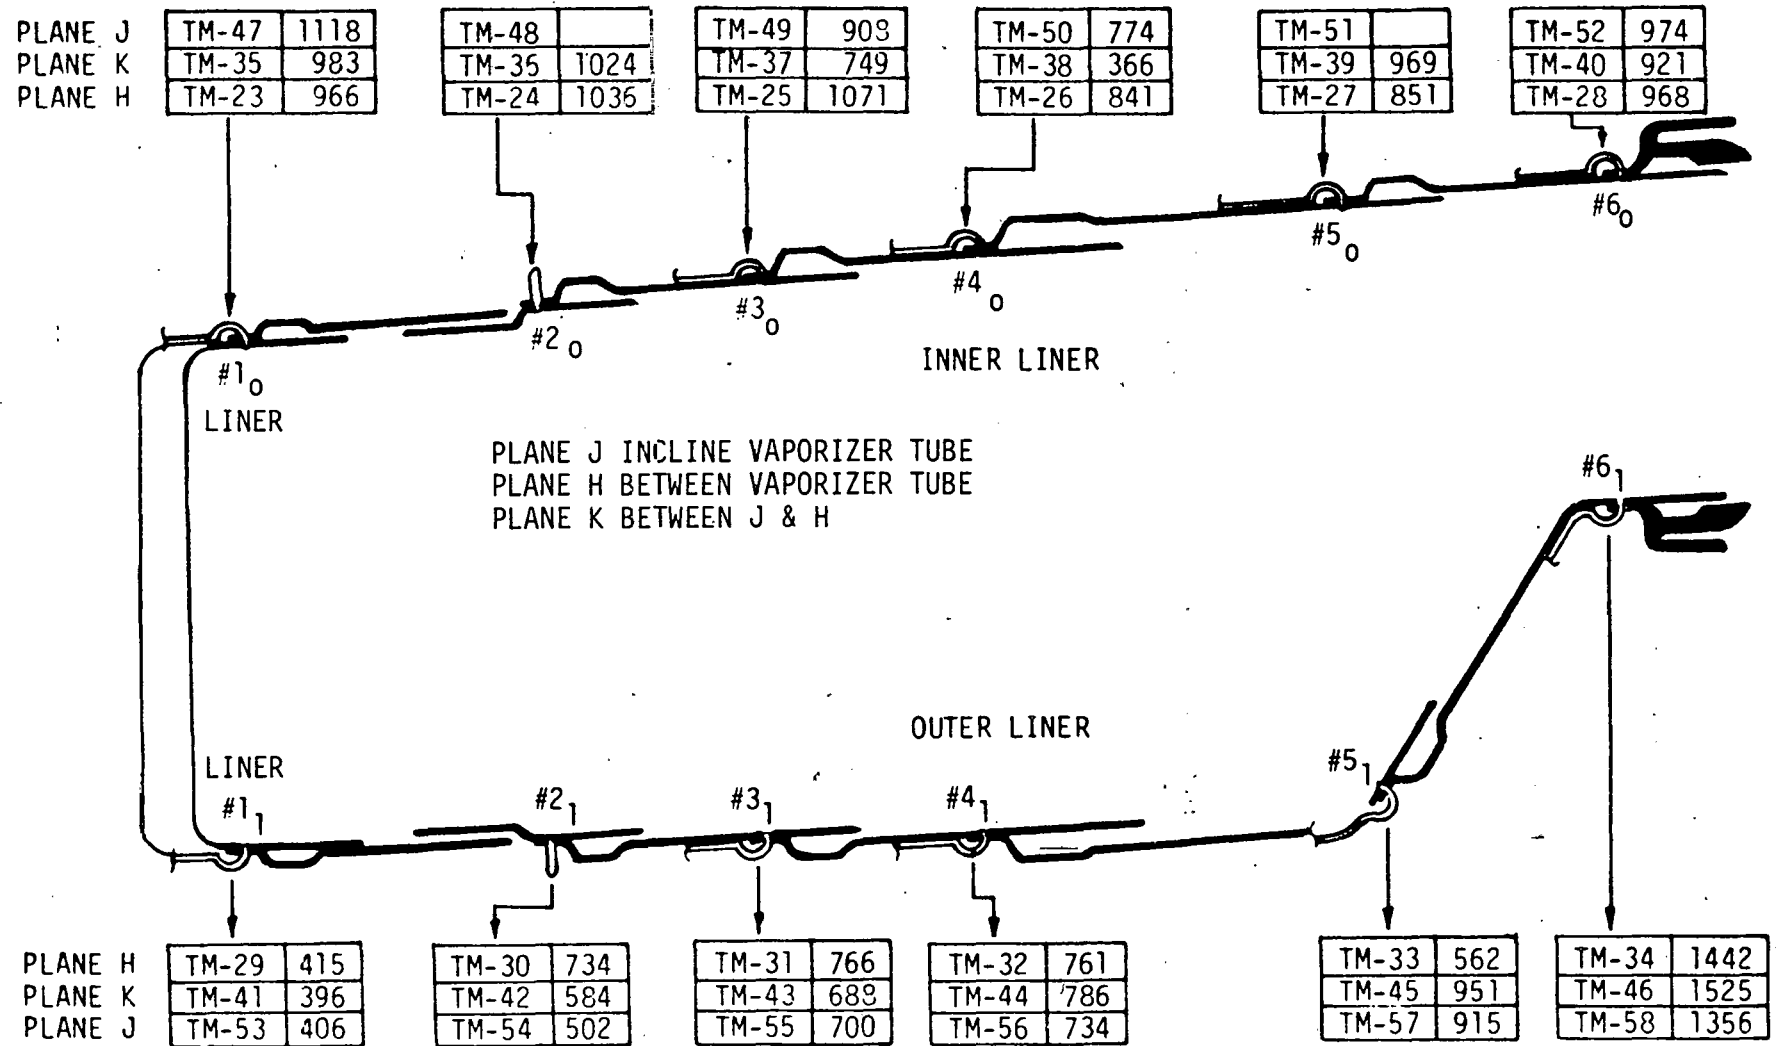 PLANE J TM-47 1118 TM-48 TM-49 908 TM-50 774 TM-51 TM-52 974
PLANE K TM-35 983 TM-35 1024 TM-37 749 TM-38 366 TM-39 969 TM-40 921
PLANE H TM-23 966 TM-24 1036 TM-25 1071 TM-26 841 TM-27 851 TM-28 968
#6O
#5O
#4O
#3O
#2O
#1O
INNER LINER
LINER
PLANE J INCLINE VAPORIZER TUBE
PLANE H BETWEEN VAPORIZER TUBE
PLANE K BETWEEN J & H
#61
OUTER LINER
LINER
#51
#11 #21 #31 #41
PLANE H TM-29 415 TM-30 734 TM-31 766 TM-32 761 TM-33 562 TM-34 1442
PLANE K TM-41 396 TM-42 584 TM-43 688 TM-44 786 TM-45 951 TM-46 1525
PLANE J TM-53 406 TM-54 502 TM-55 700 TM-56 734 TM-57 915 TM-58 1356